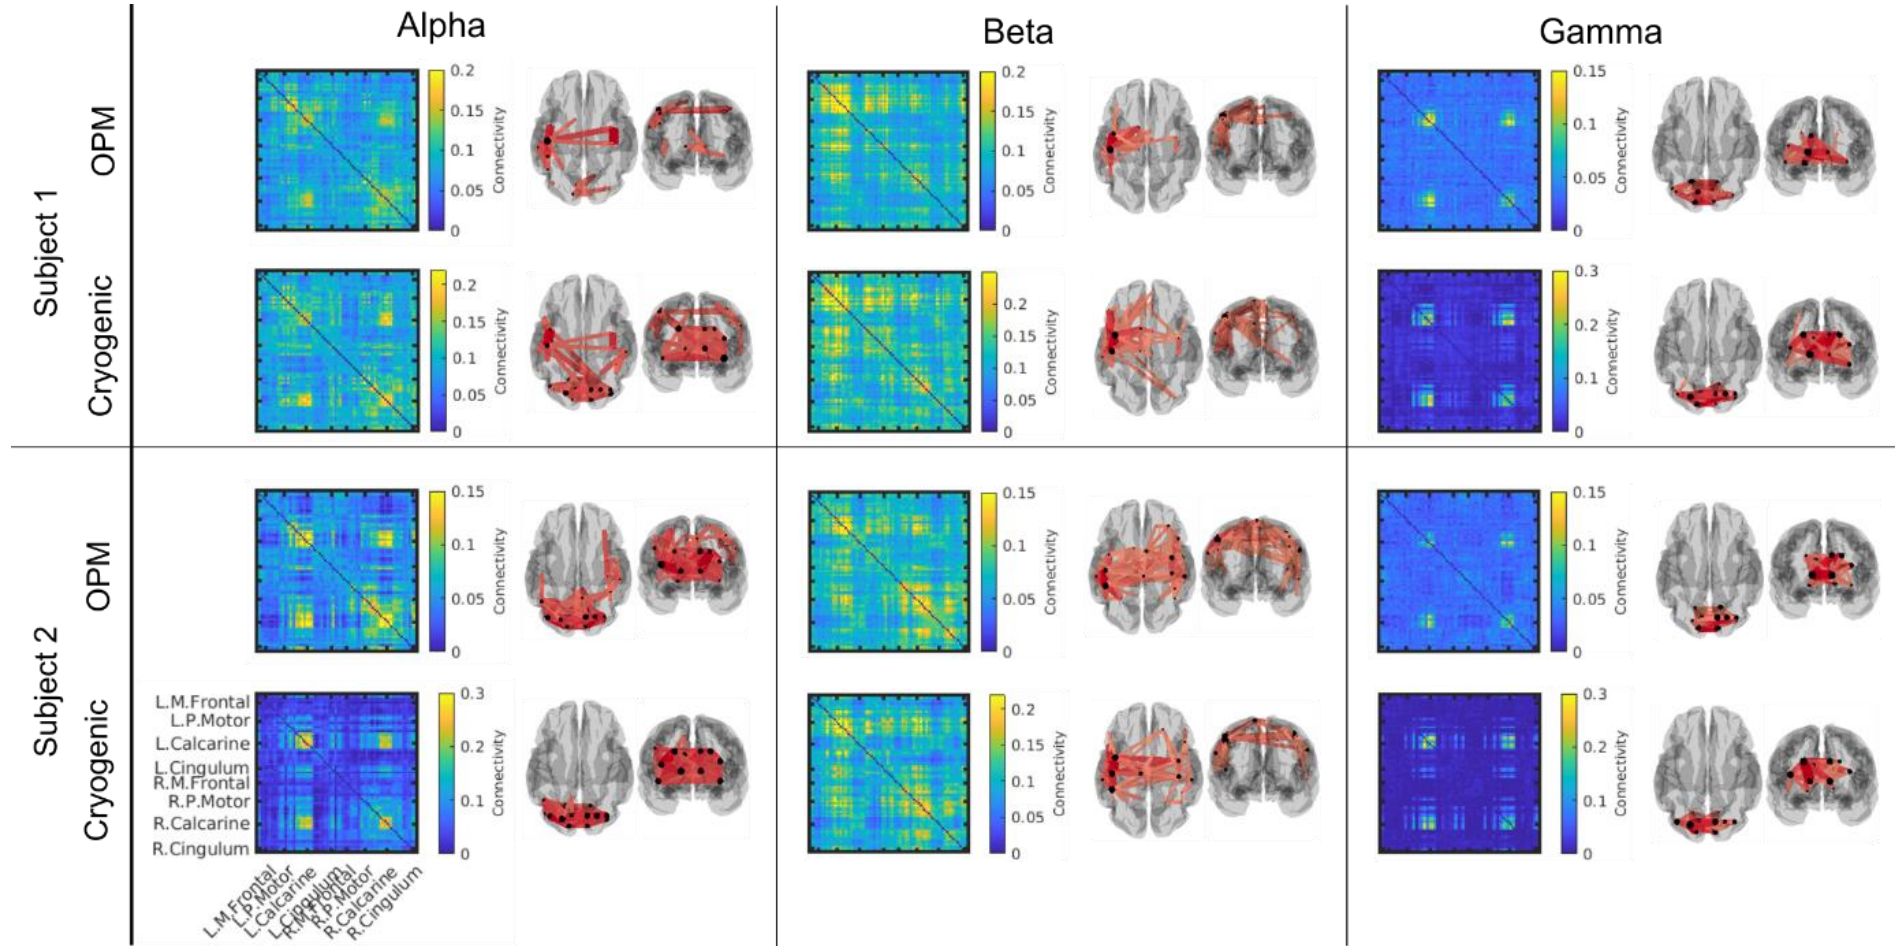 Alpha
Beta
Gamma
Subject 1
OPM
0.2
0.15
0.1
0.05
0
Connectivity
0.2
0.15
0.1
0.05
0
Connectivity
0.15
0.1
0.05
0
Connectivity
Cryogenic
0.2
0.15
0.1
0.05
0
Connectivity
0.2
0.15
0.1
0.05
0
Connectivity
0.3
0.2
0.1
0
Connectivity
Subject 2
OPM
0.15
0.1
0.05
0
Connectivity
0.15
0.1
0.05
0
Connectivity
0.15
0.1
0.05
0
Connectivity
Cryogenic
L.M.Frontal
L.P.Motor
L.Calcarine
L.Cingulum
R.M.Frontal
R.P.Motor
R.Calcarine
R.Cingulum
0.3
0.2
0.1
0
Connectivity
0.2
0.15
0.1
0.05
0
Connectivity
0.3
0.2
0.1
0
Connectivity
L.M.Frontal
L.P.Motor
L.Calcarine
L.Cingulum
R.M.Frontal
R.P.Motor
R.Calcarine
R.Cingulum